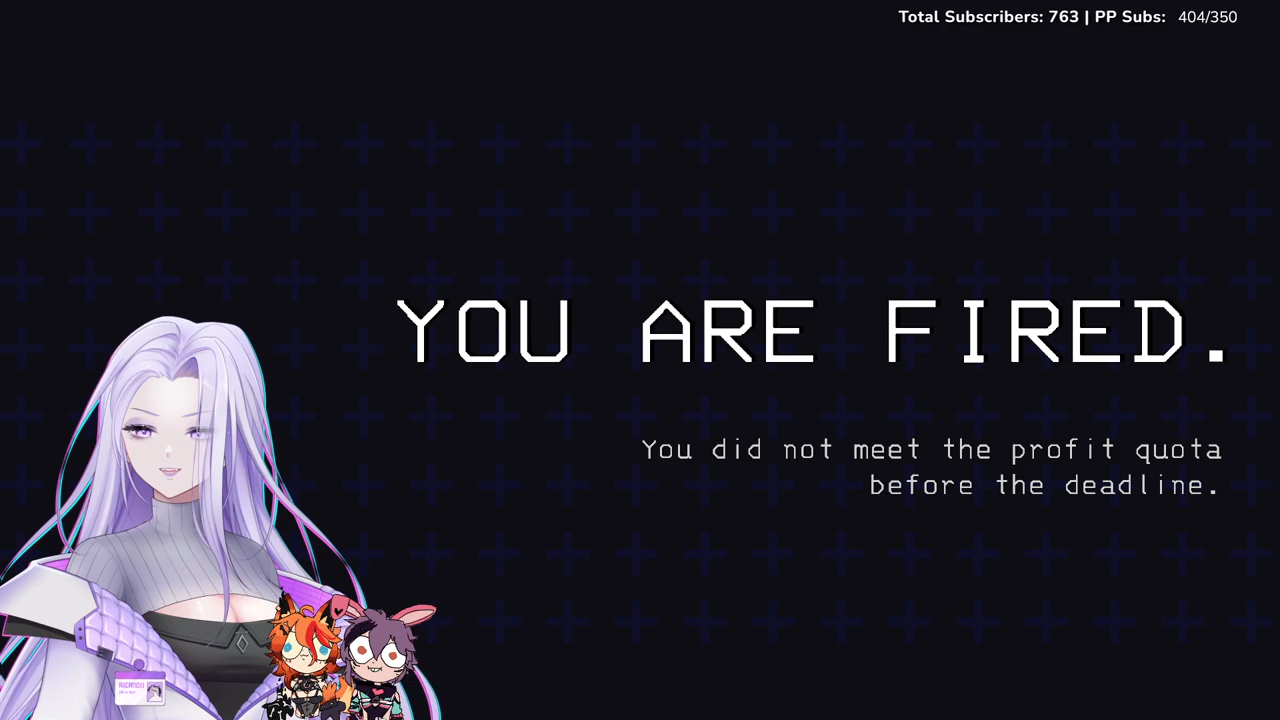 Total Subscribers: 763 | PP Subs: 404/350
YOU ARE FIRED.
You did not meet the profit quota
before the deadline.